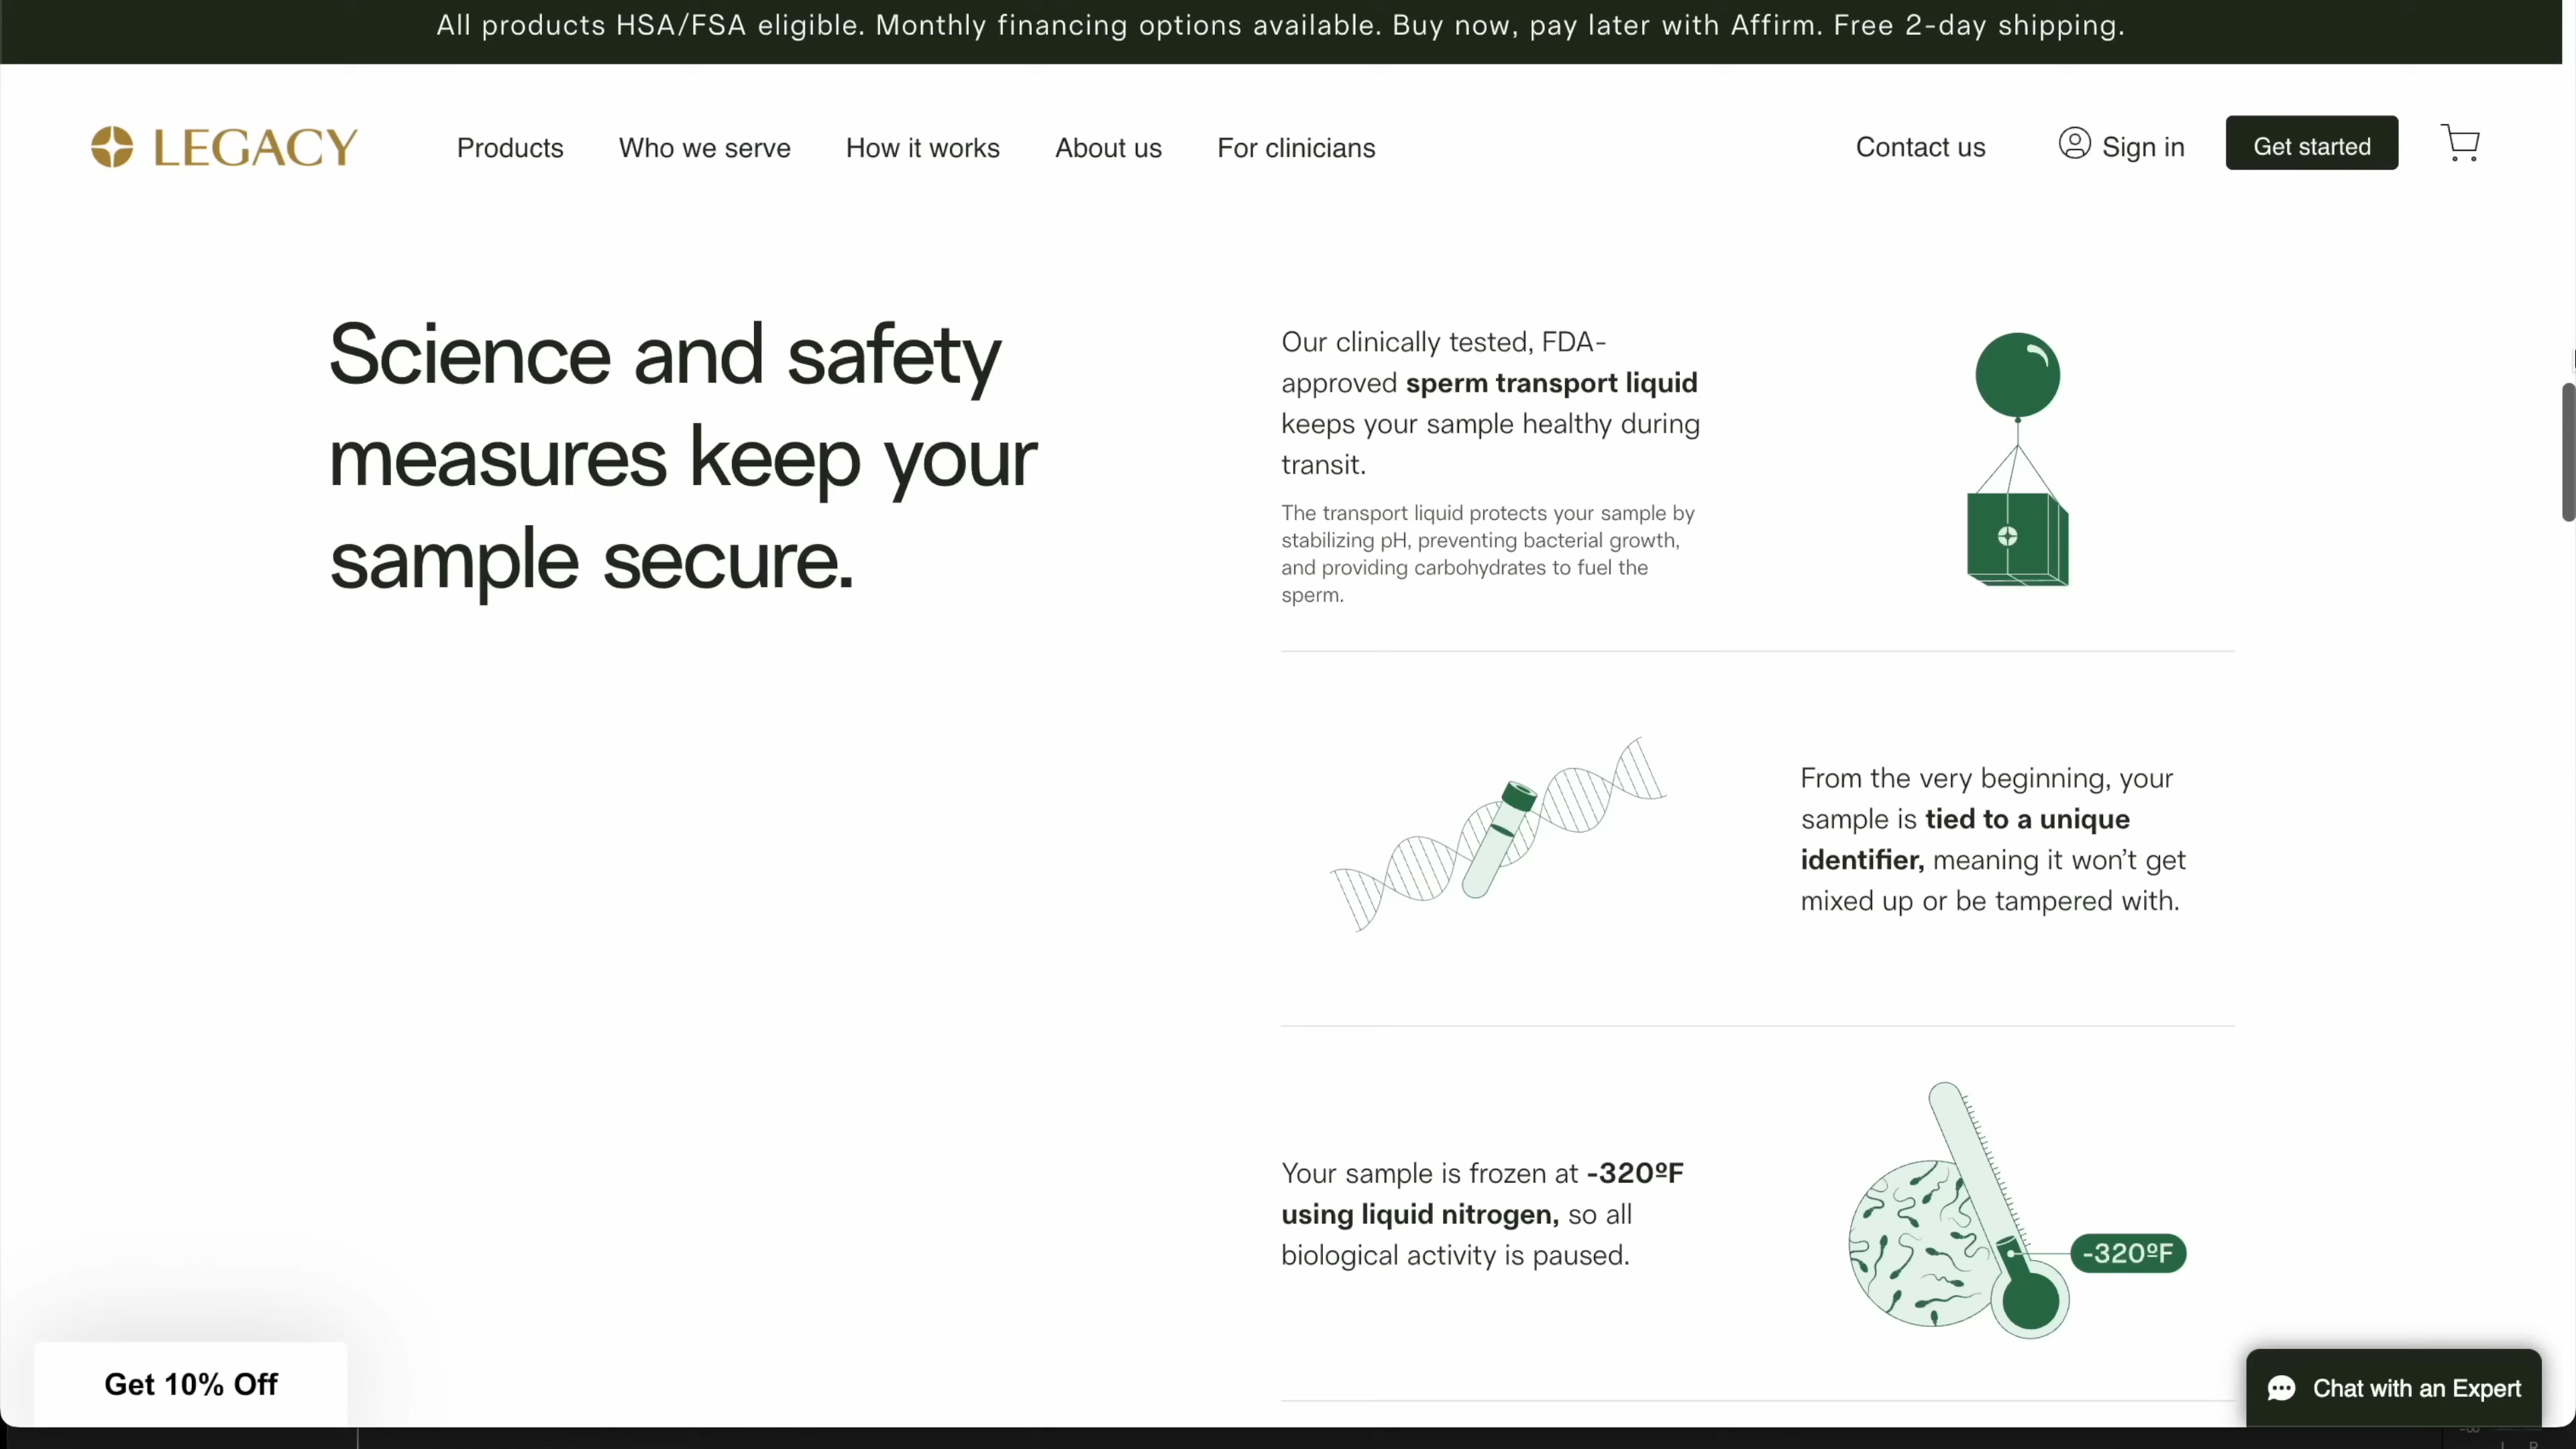 All products HSA/FSA eligible. Monthly financing options available. Buy now, pay later with Affirm. Free 2-day shipping.
LEGACY
Products
Who we serve
How it works
About us
For clinicians
Contact us
Sign in
Get started
Science and safety
measures keep your
sample secure.
Our clinically tested, FDA-
approved sperm transport liquid
keeps your sample healthy during
transit.
The transport liquid protects your sample by
stabilizing pH, preventing bacterial growth,
and providing carbohydrates to fuel the
sperm.
From the very beginning, your
sample is tied to a unique
identifier, meaning it won’t get
mixed up or be tampered with.
Your sample is frozen at -320ºF
using liquid nitrogen, so all
biological activity is paused.
-320ºF
Get 10% Off
Chat with an Expert